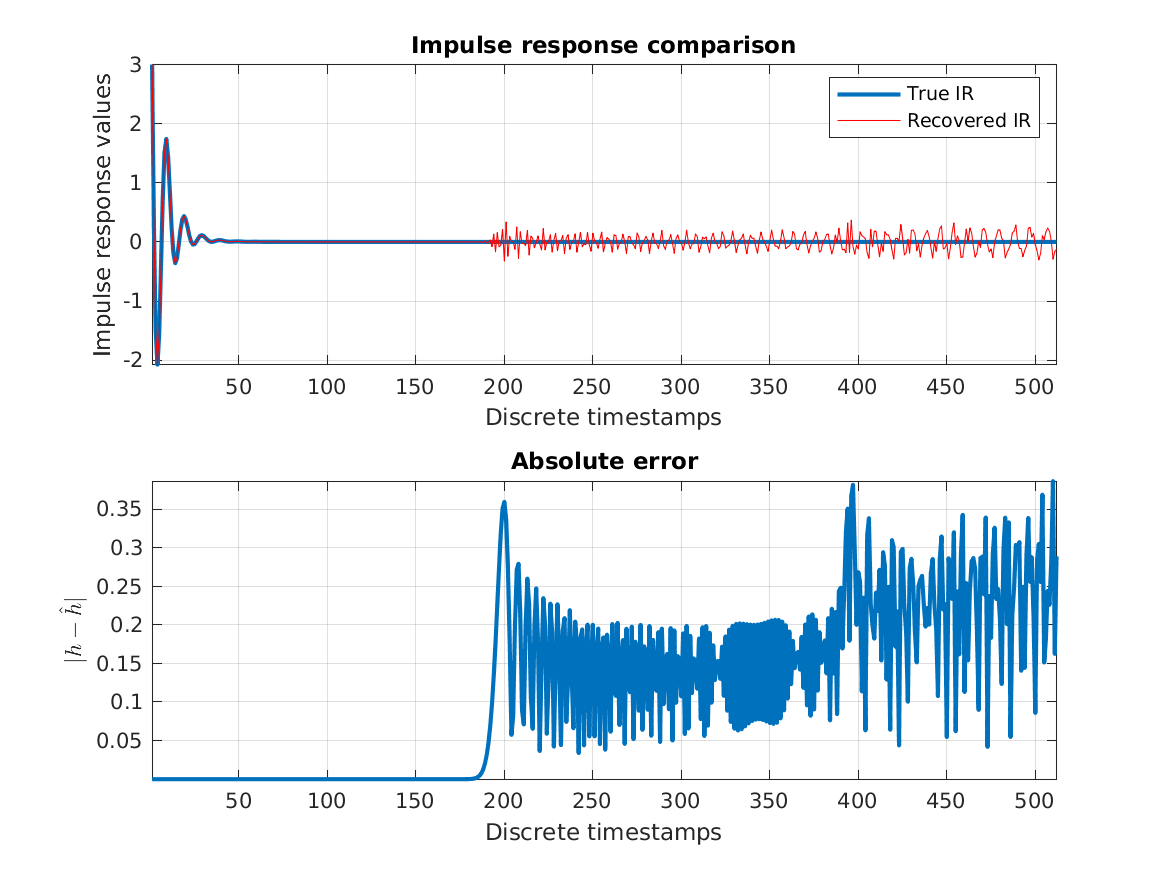 Impulse response comparison
Impulse response values
3
2
1
0
-1
-2
True IR
Recovered IR
50 100 150 200 250 300 350 400 450 500
Discrete timestamps
Absolute error
|h − ĥ|
0.35
0.3
0.25
0.2
0.15
0.1
0.05
50 100 150 200 250 300 350 400 450 500
Discrete timestamps